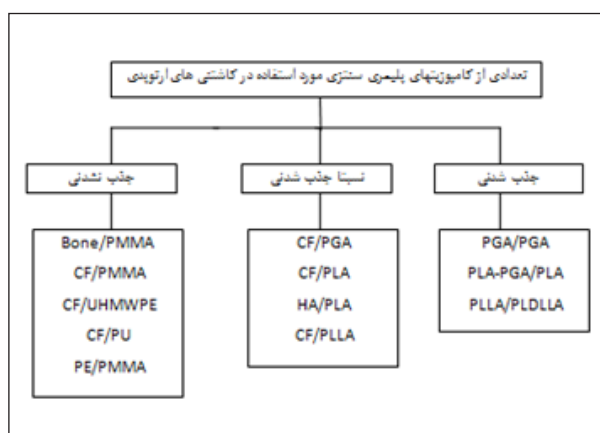 تعدادی از کامپوزیتهای پلیمری سنتزی مورد استفاده در کاشتنی های ارتوپدی
جذب شدنی
نسبتا جذب شدنی
جذب نشدنی
PGA/PGA
PLA-PGA/PLA
PLLA/PLDLLA
CF/PGA
CF/PLA
HA/PLA
CF/PLLA
Bone/PMMA
CF/PMMA
CF/UHMWPE
CF/PU
PE/PMMA